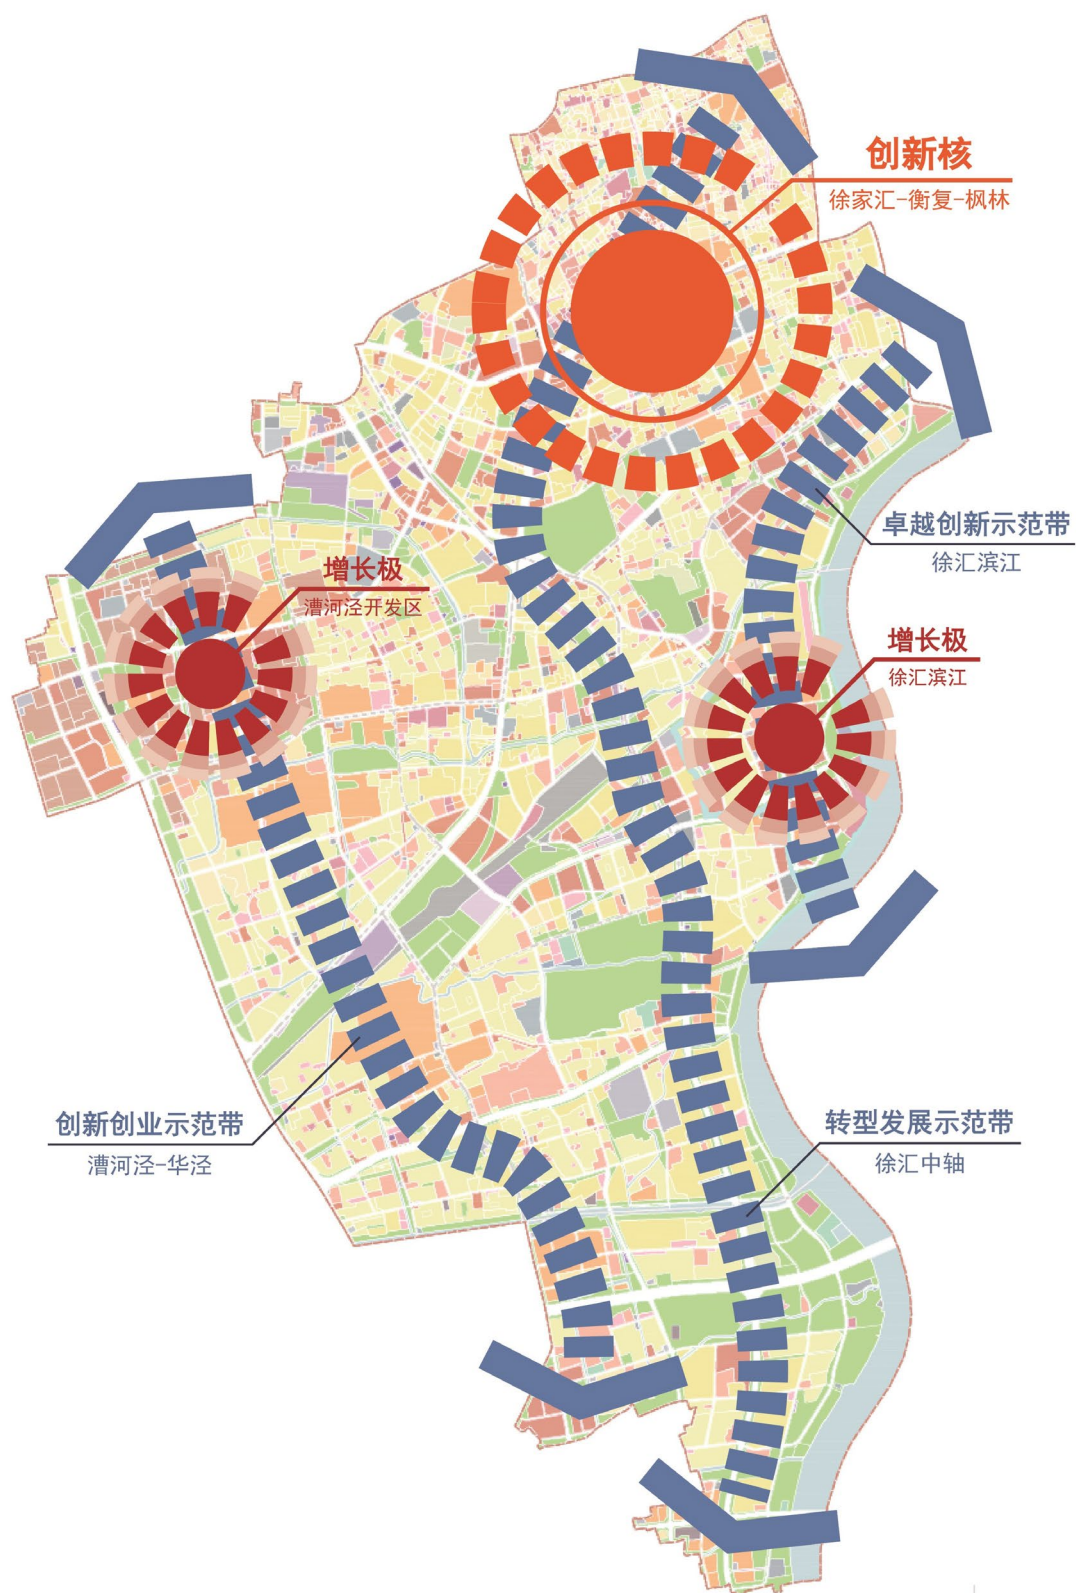 创新核
徐家汇-衡复-枫林
卓越创新示范带
徐汇滨江
增长极
漕河泾开发区
增长极
徐汇滨江
创新创业示范带
漕河泾-华泾
转型发展示范带
徐汇中轴